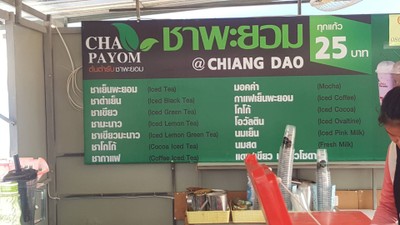 CHA
PAYOM
ต้นตำรับ ชาพะยอม
ชาพะยอม
@ CHIANG DAO
ทุกแก้ว
25 บาท
ชาเย็นพะยอม (Iced Tea)
ชาดำเย็น (Iced Black Tea)
ชาเขียว (Iced Green Tea)
ชามะนาว (Iced Lemon Tea)
ชาเขียวมะนาว (Iced Lemon Green Tea)
ชาโกโก้ (Cocoa Iced Tea)
ชากาแฟ (Coffee Iced Tea)
มอคค่า (Mocha)
กาแฟเย็นพะยอม (Iced Coffee)
โกโก้ (Iced Cocoa)
โอวัลติน (Iced Ovaltine)
นมเย็น (Iced Pink Milk)
นมสด (Fresh Milk)